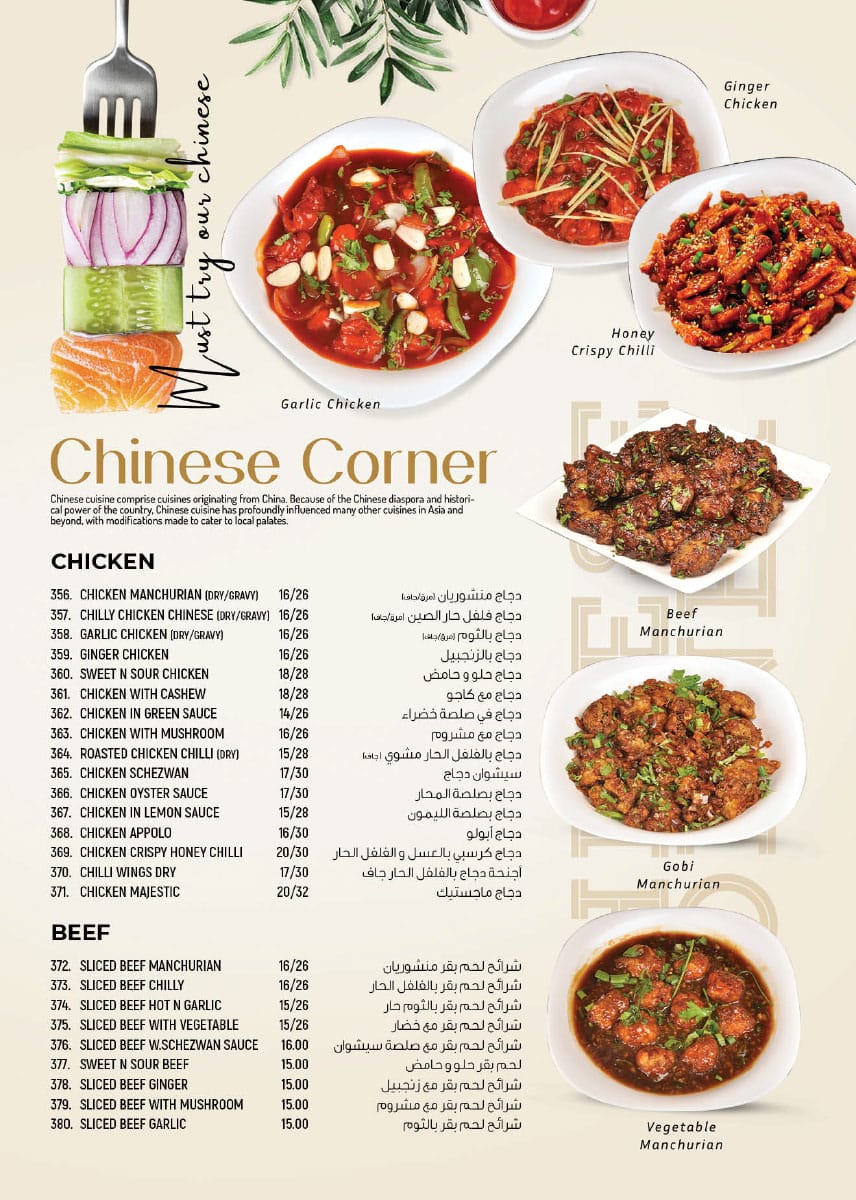 Must try our chinese
Ginger
Chicken
Honey
Crispy Chilli
Garlic Chicken
Chinese Corner
Chinese cuisine comprise cuisines originating from China. Because of the Chinese diaspora and histori-
cal power of the country, Chinese cuisine has profoundly influenced many other cuisines in Asia and
beyond, with modifications made to cater to local palates.
CHICKEN
356. CHICKEN MANCHURIAN (DRY/GRAVY) 16/26 دجاج منشوريان (مرق/جاف)
357. CHILLY CHICKEN CHINESE (DRY/GRAVY) 16/26 دجاج فلفل حار الصين (مرق/جاف)
358. GARLIC CHICKEN (DRY/GRAVY) 16/26 دجاج بالثوم (مرق/جاف)
359. GINGER CHICKEN 16/26 دجاج بالزنجبيل
360. SWEET N SOUR CHICKEN 18/28 دجاج حلو و حامض
361. CHICKEN WITH CASHEW 18/28 دجاج مع كاجو
362. CHICKEN IN GREEN SAUCE 14/26 دجاج في صلصة خضراء
363. CHICKEN WITH MUSHROOM 16/26 دجاج مع مشروم
364. ROASTED CHICKEN CHILLI (DRY) 15/28 دجاج بالفلفل الحار مشوي (جاف)
365. CHICKEN SCHEZWAN 17/30 سيشوان دجاج
366. CHICKEN OYSTER SAUCE 17/30 دجاج بصلصة المحار
367. CHICKEN IN LEMON SAUCE 15/28 دجاج بصلصة الليمون
368. CHICKEN APPOLO 16/30 دجاج أبولو
369. CHICKEN CRISPY HONEY CHILLI 20/30 دجاج كرسبي بالعسل و الفلفل الحار
370. CHILLI WINGS DRY 17/30 أجنحة دجاج بالفلفل الحار جاف
371. CHICKEN MAJESTIC 20/32 دجاج ماجستيك
BEEF
372. SLICED BEEF MANCHURIAN 16/26 شرائح لحم بقر منشوريان
373. SLICED BEEF CHILLY 16/26 شرائح لحم بقر بالفلفل الحار
374. SLICED BEEF HOT N GARLIC 15/26 شرائح لحم بقر بالثوم حار
375. SLICED BEEF WITH VEGETABLE 15/26 شرائح لحم بقر مع خضار
376. SLICED BEEF W.SCHEZWAN SAUCE 16.00 شرائح لحم بقر مع صلصة سيشوان
377. SWEET N SOUR BEEF 15.00 لحم بقر حلو و حامض
378. SLICED BEEF GINGER 15.00 شرائح لحم بقر مع زنجبيل
379. SLICED BEEF WITH MUSHROOM 15.00 شرائح لحم بقر مع مشروم
380. SLICED BEEF GARLIC 15.00 شرائح لحم بقر بالثوم
Beef
Manchurian
Gobi
Manchurian
Vegetable
Manchurian